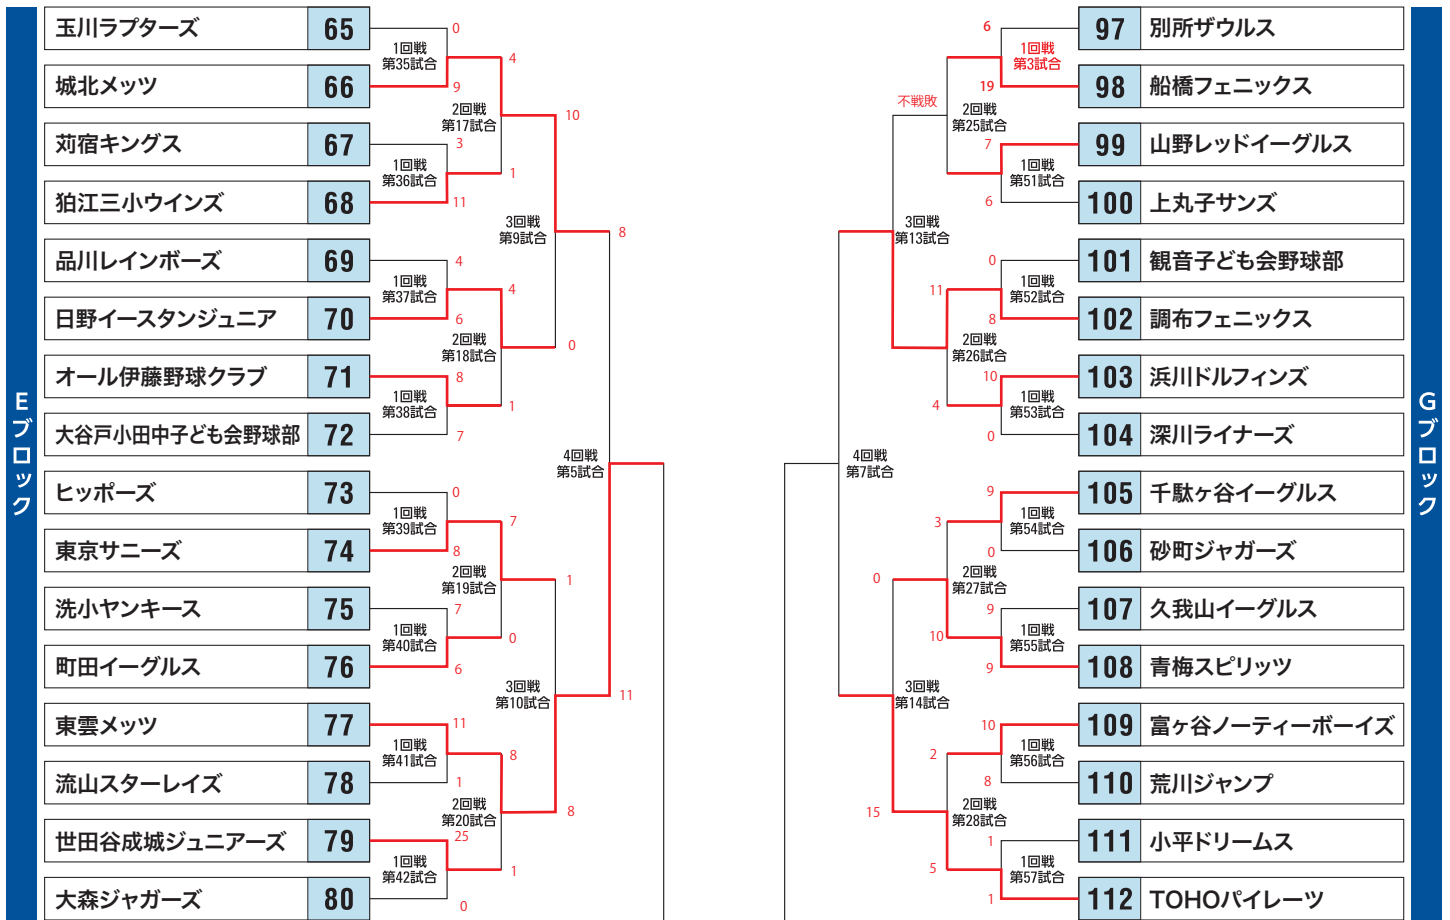 Eブロック
玉川ラプターズ 65
城北メッツ 66
苅宿キングス 67
狛江三小ウインズ 68
品川レインボーズ 69
日野イースタンジュニア 70
オール伊藤野球クラブ 71
大谷戸小田中子ども会野球部 72
ヒッポーズ 73
東京サニーズ 74
洗小ヤンキース 75
町田イーグルス 76
東雲メッツ 77
流山スターレイズ 78
世田谷成城ジュニアーズ 79
大森ジャガーズ 80
0
1回戦
第35試合
9
3
1回戦
第36試合
11
4
1回戦
第37試合
6
8
1回戦
第38試合
7
0
1回戦
第39試合
8
7
1回戦
第40試合
6
11
1回戦
第41試合
1
25
1回戦
第42試合
0
4
2回戦
第17試合
1
4
2回戦
第18試合
1
7
2回戦
第19試合
0
8
2回戦
第20試合
1
10
3回戦
第9試合
0
1
3回戦
第10試合
8
8
4回戦
第5試合
11
4回戦
第7試合
不戦敗
3回戦
第13試合
0
3回戦
第14試合
15
2回戦
第25試合
11
2回戦
第26試合
4
3
2回戦
第27試合
10
2
2回戦
第28試合
5
6
1回戦
第3試合
19
7
1回戦
第51試合
6
0
1回戦
第52試合
8
10
1回戦
第53試合
0
9
1回戦
第54試合
0
9
1回戦
第55試合
9
10
1回戦
第56試合
8
1
1回戦
第57試合
1
97 別所ザウルス
98 船橋フェニックス
99 山野レッドイーグルス
100 上丸子サンズ
101 観音子ども会野球部
102 調布フェニックス
103 浜川ドルフィンズ
104 深川ライナーズ
105 千駄ヶ谷イーグルス
106 砂町ジャガーズ
107 久我山イーグルス
108 青梅スピリッツ
109 富ヶ谷ノーティーボーイズ
110 荒川ジャンプ
111 小平ドリームス
112 TOHOパイレーツ
Gブロック